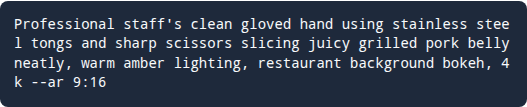 Professional staff's clean gloved hand using stainless stee
l tongs and sharp scissors slicing juicy grilled pork belly
neatly, warm amber lighting, restaurant background bokeh, 4
k --ar 9:16